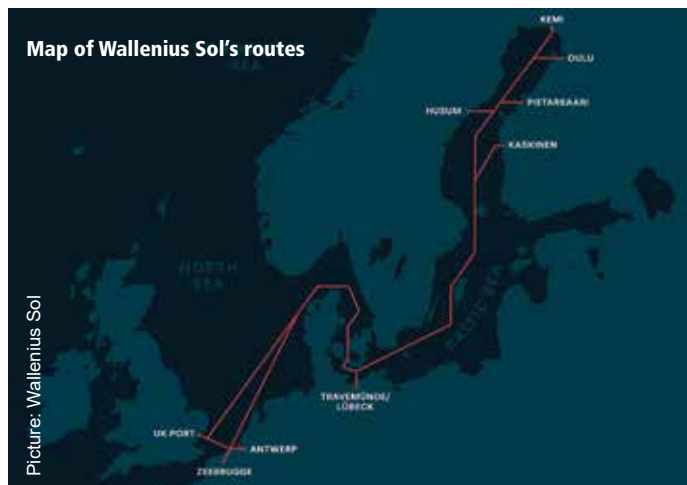 Map of Wallenius Sol's routes
SEA
KEMI
OULU
PIETARSAARI
HUSUM
KASKINEN
NORTH
SEA
BALTIC SEA
TRAVEMÜNDE/
LÜBECK
UK PORT
ANTWERP
ZEEBRUGGE
Picture: Wallenius Sol